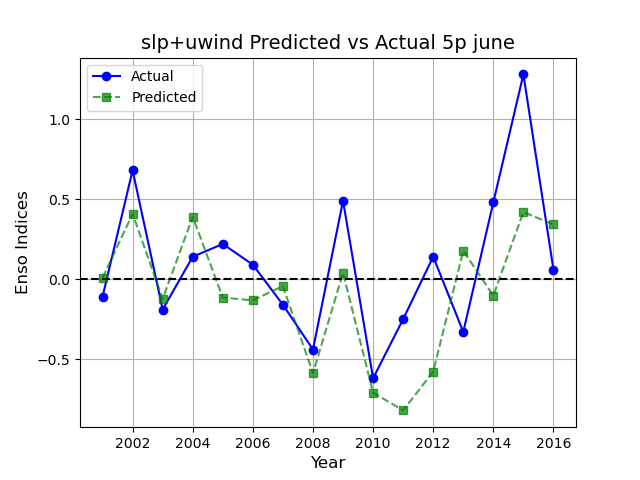 slp+uwind Predicted vs Actual 5p june
Actual
Predicted
Enso Indices
1.0
0.5
0.0
−0.5
2002 2004 2006 2008 2010 2012 2014 2016
Year